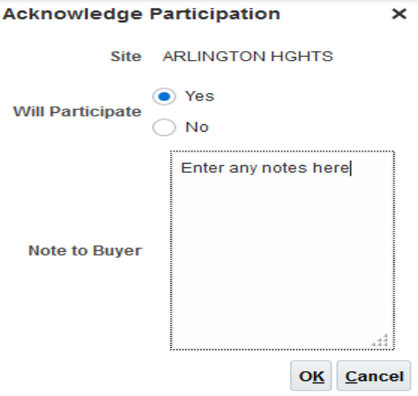 Acknowledge Participation
Site ARLINGTON HGHTS
Will Participate
Yes
No
Note to Buyer
Enter any notes here
OK Cancel